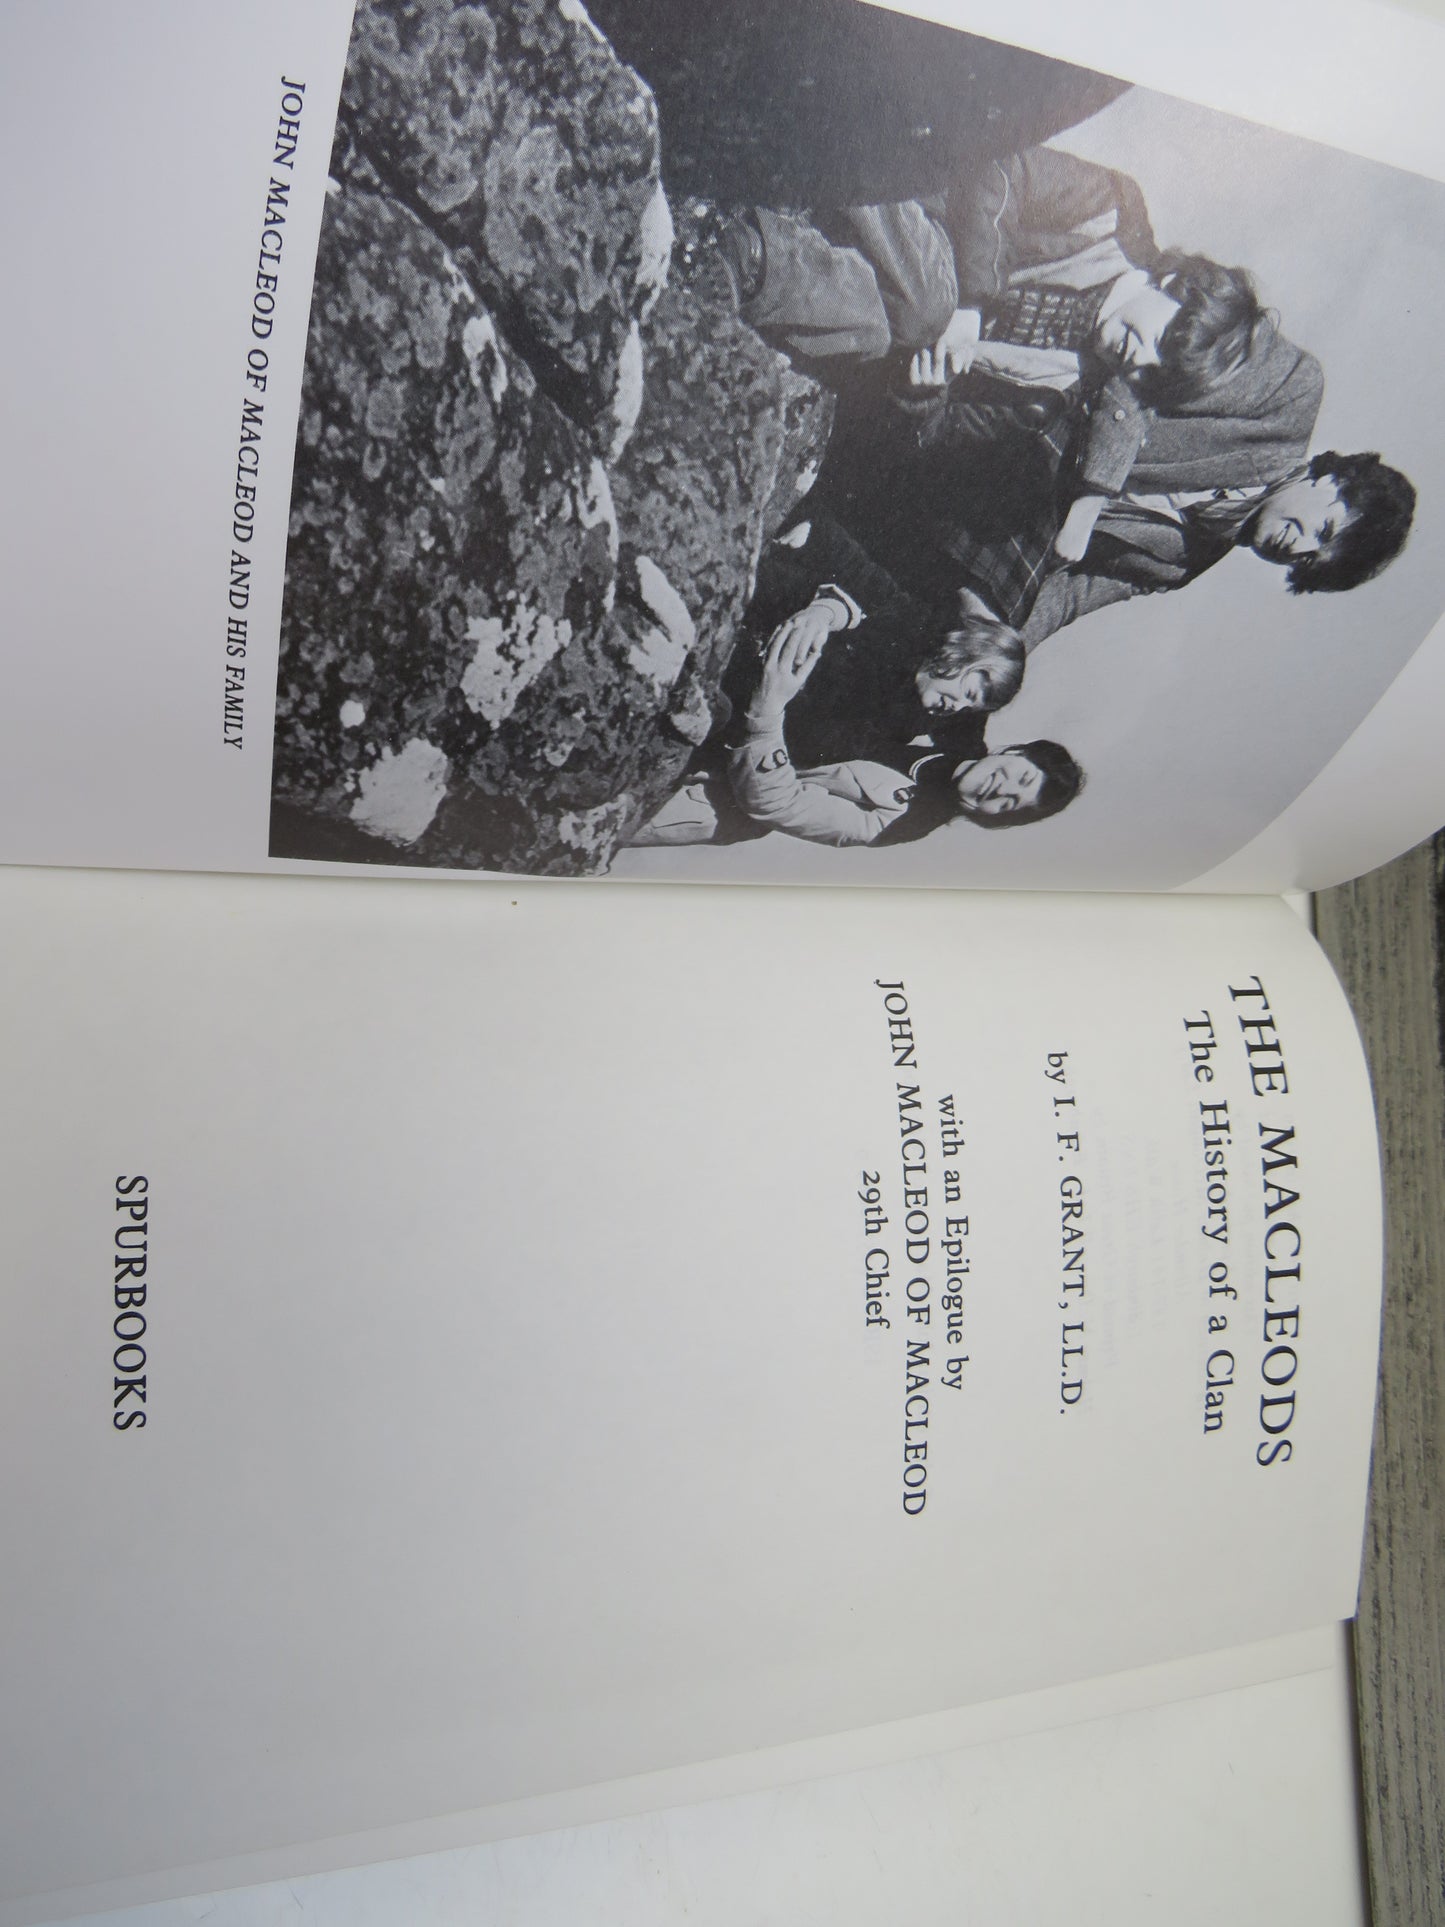 JOHN MACLEOD OF MACLEOD AND HIS FAMILY
THE MACLEODS
The History of a Clan
by I. F. GRANT, LL.D.
with an Epilogue by
JOHN MACLEOD OF MACLEOD
29th Chief
SPURBOOKS